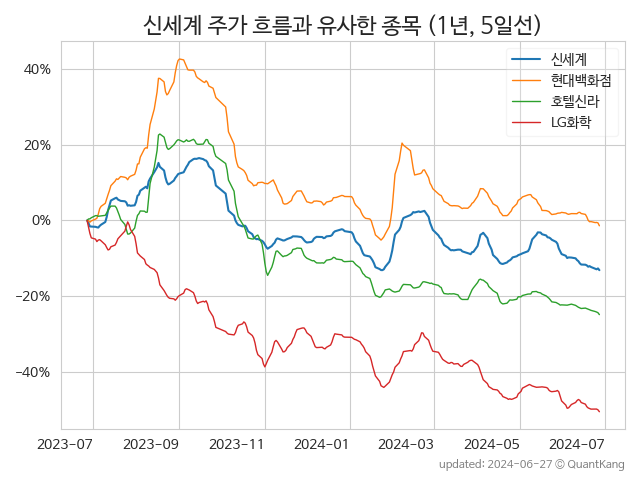 신세계 주가 흐름과 유사한 종목 (1년, 5일선)
신세계
현대백화점
호텔신라
LG화학
40%
20%
0%
−20%
−40%
2023-07 2023-09 2023-11 2024-01 2024-03 2024-05 2024-07
updated: 2024-06-27 © QuantKang